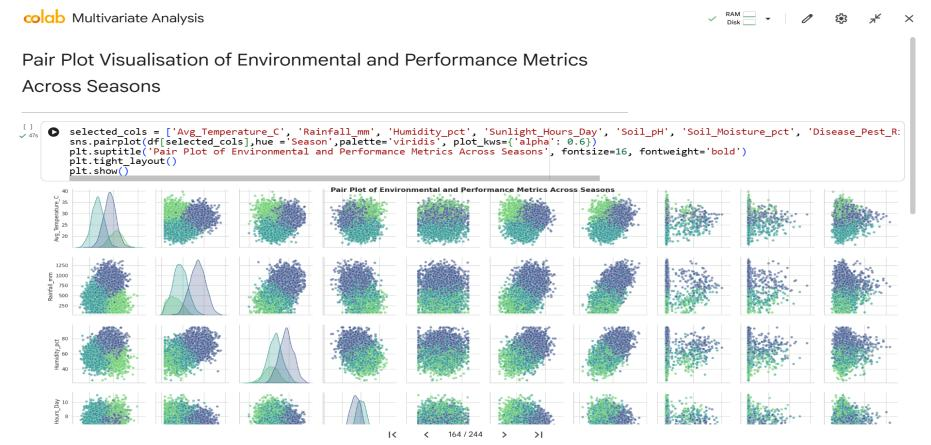 colab Multivariate Analysis
RAM
Disk
Pair Plot Visualisation of Environmental and Performance Metrics
Across Seasons
[ ]
47s
selected_cols = ['Avg_Temperature_C', 'Rainfall_mm', 'Humidity_pct', 'Sunlight_Hours_Day', 'Soil_pH', 'Soil_Moisture_pct', 'Disease_Pest_Ri
sns.pairplot(df[selected_cols],hue ='Season',palette='viridis', plot_kws={'alpha': 0.6})
plt.suptitle('Pair Plot of Environmental and Performance Metrics Across Seasons', fontsize=16, fontweight='bold')
plt.tight_layout()
plt.show()
Pair Plot of Environmental and Performance Metrics Across Seasons
Avg_Temperature_C
40
35
30
25
20
Rainfall_mm
1250
1000
750
500
250
Humidity_pct
80
60
40
Hours_Day
10
8
164 / 244